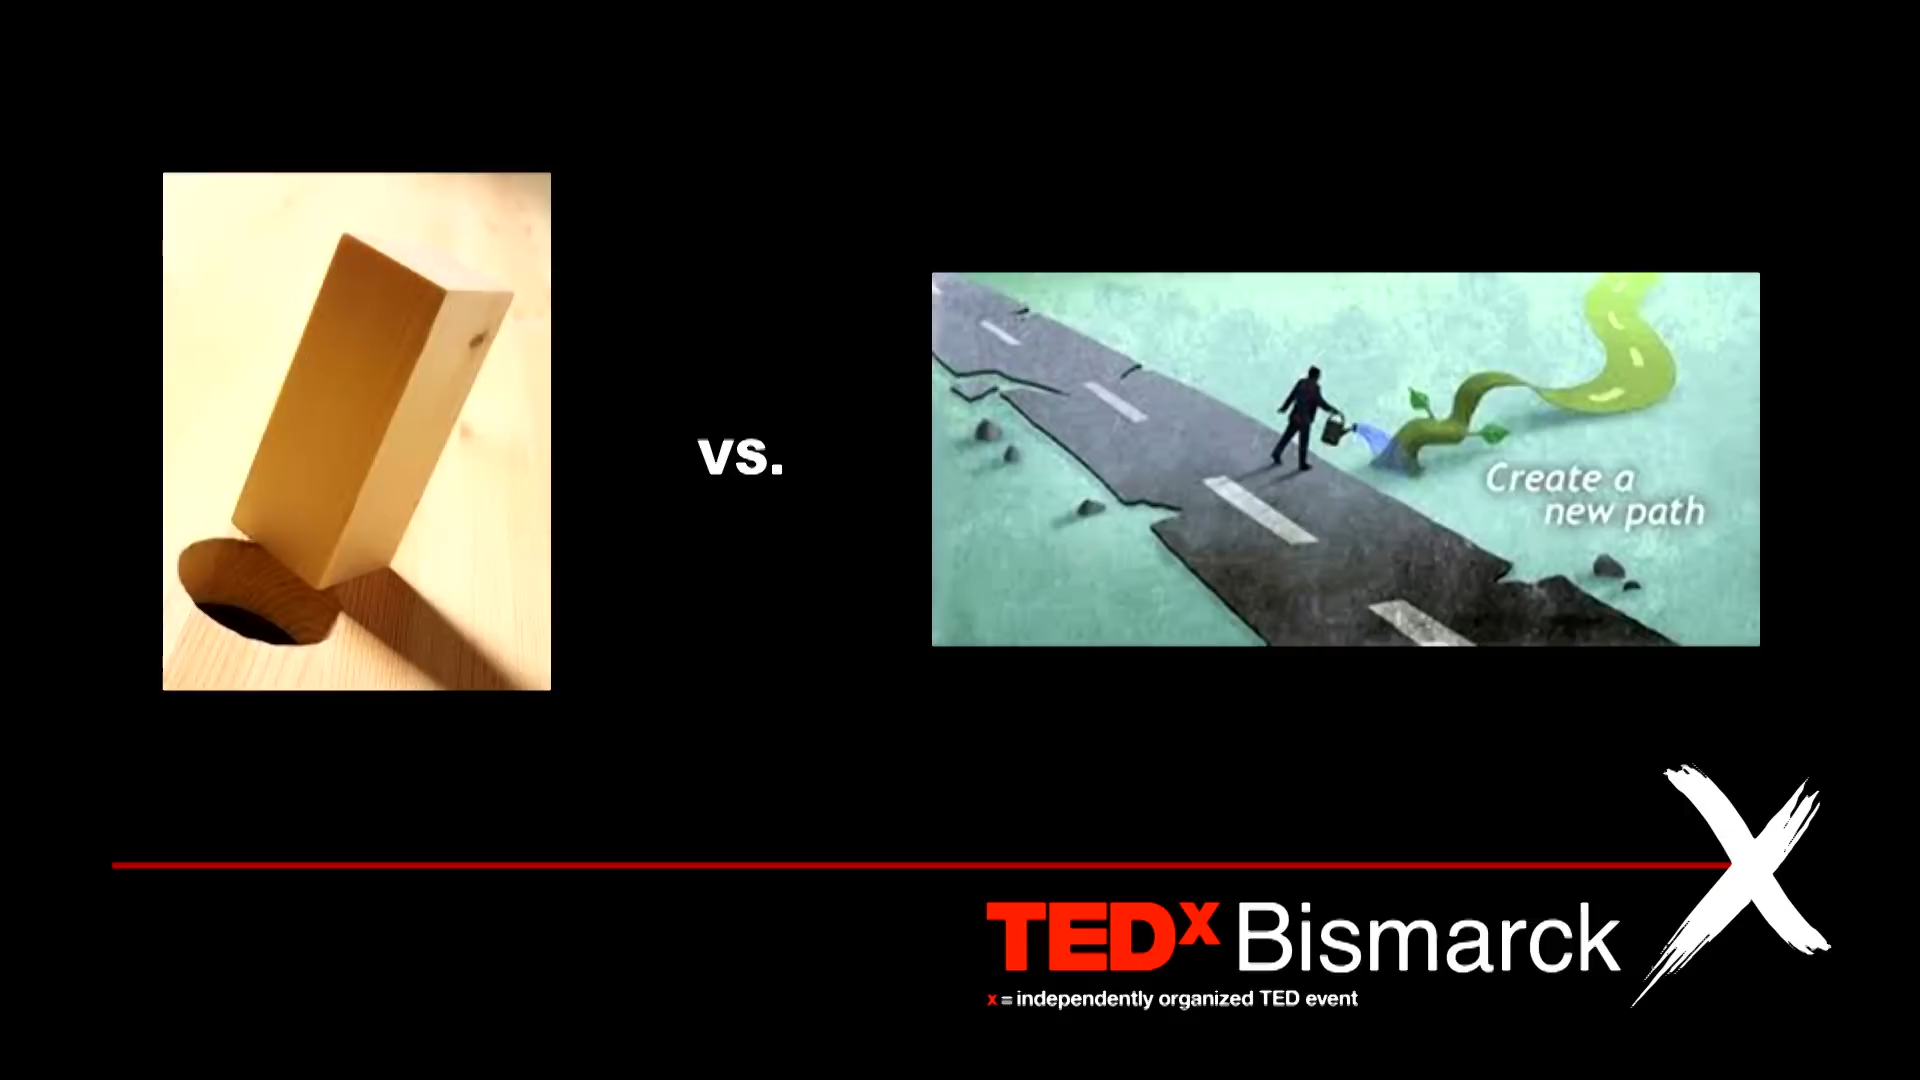 vs.
Create a
new path
TEDx Bismarck
x = independently organized TED event